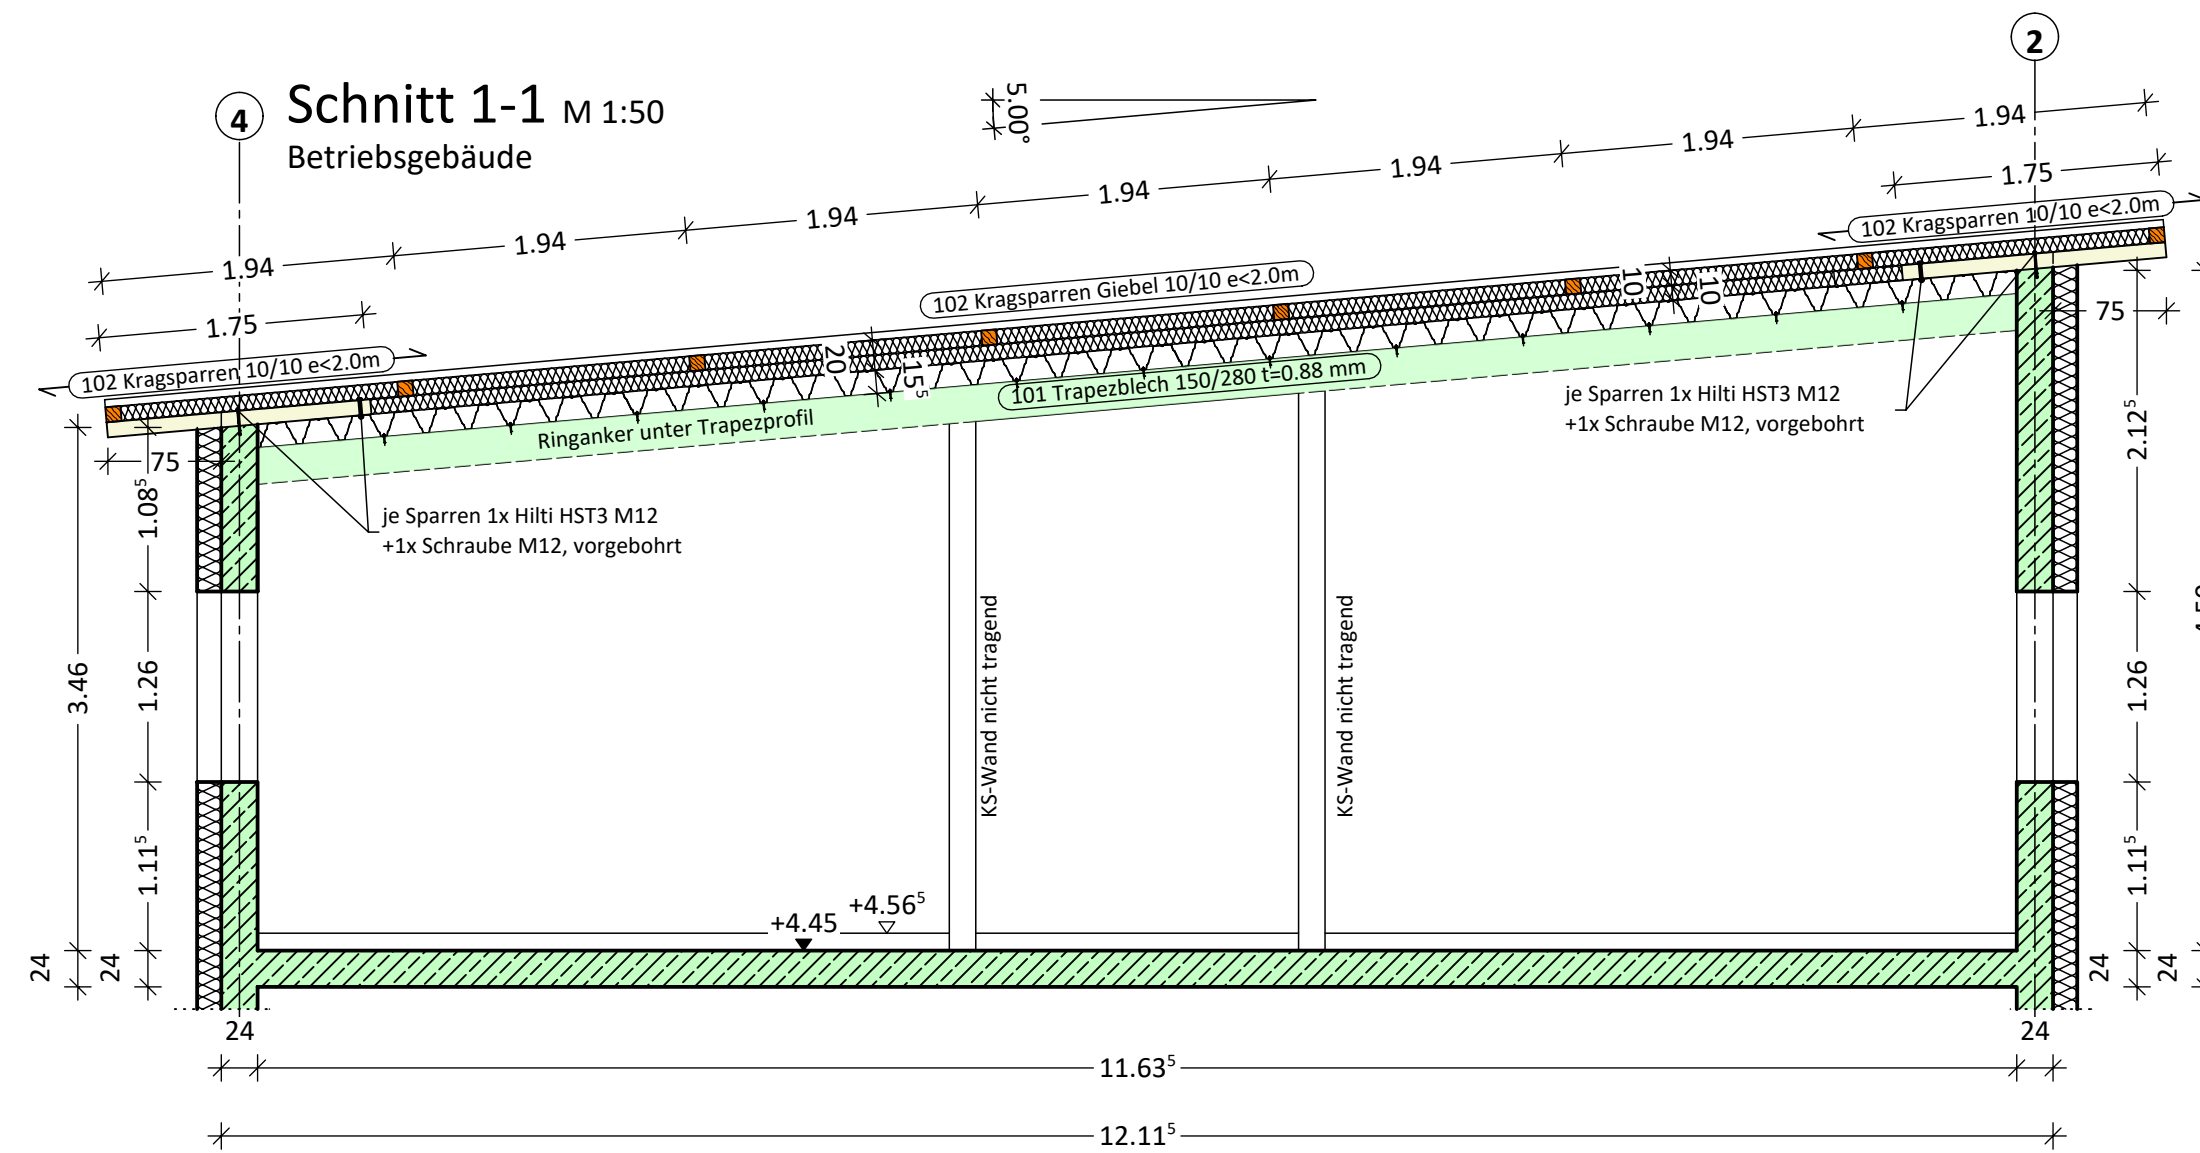 2
4
Schnitt 1-1 M 1:50
Betriebsgebäude
5.00°
1.94
1.94
1.94
1.94
1.94
1.94
1.94
1.75
1.75
102 Kragsparren 10/10 e<2.0m
102 Kragsparren Giebel 10/10 e<2.0m
102 Kragsparren 10/10 e<2.0m
10
10
20
15⁵
101 Trapezblech 150/280 t=0.88 mm
Ringanker unter Trapezprofil
75
75
je Sparren 1x Hilti HST3 M12
+1x Schraube M12, vorgebohrt
je Sparren 1x Hilti HST3 M12
+1x Schraube M12, vorgebohrt
3.46
1.08⁵
1.26
1.11⁵
24
24
KS-Wand nicht tragend
KS-Wand nicht tragend
2.12⁵
1.26
1.11⁵
24
24
+4.45
+4.56⁵
24
24
11.63⁵
12.11⁵